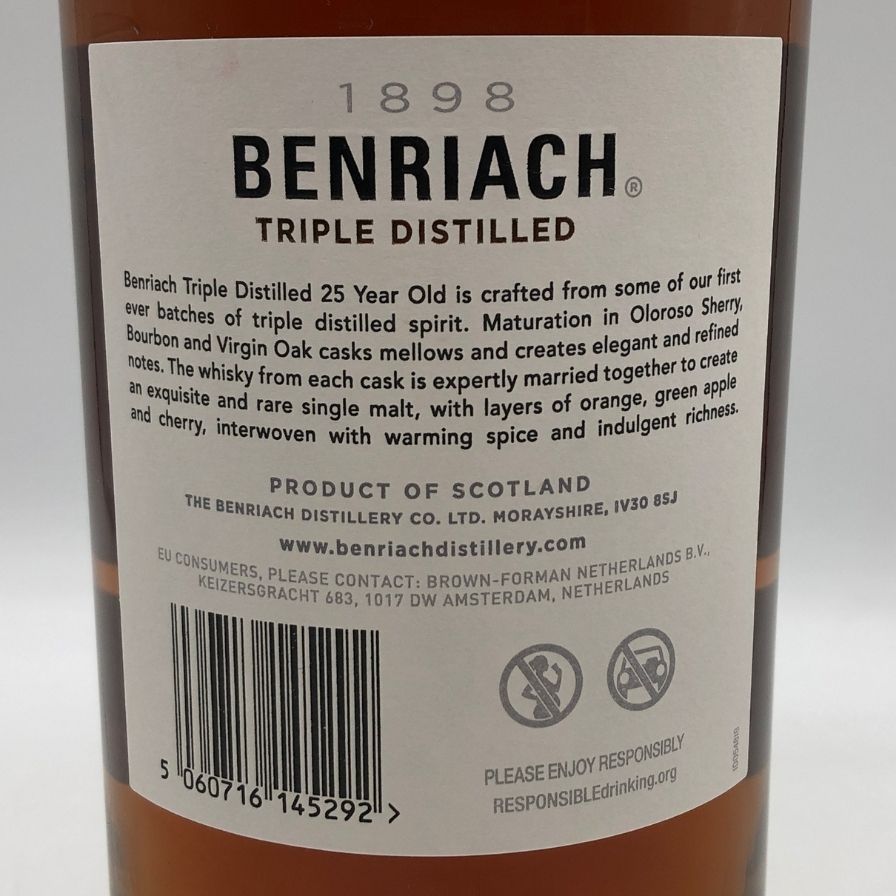 1898
BENRIACH®
TRIPLE DISTILLED
Benriach Triple Distilled 25 Year Old is crafted from some of our first
ever batches of triple distilled spirit. Maturation in Oloroso Sherry,
Bourbon and Virgin Oak casks mellows and creates elegant and refined
notes. The whisky from each cask is expertly married together to create
an exquisite and rare single malt, with layers of orange, green apple
and cherry, interwoven with warming spice and indulgent richness.
PRODUCT OF SCOTLAND
THE BENRIACH DISTILLERY CO. LTD. MORAYSHIRE, IV30 8SJ
www.benriachdistillery.com
EU CONSUMERS, PLEASE CONTACT: BROWN-FORMAN NETHERLANDS B.V.,
KEIZERSGRACHT 683, 1017 DW AMSTERDAM, NETHERLANDS
5 060716 145292 >
PLEASE ENJOY RESPONSIBLY
RESPONSIBLEdrinking.org